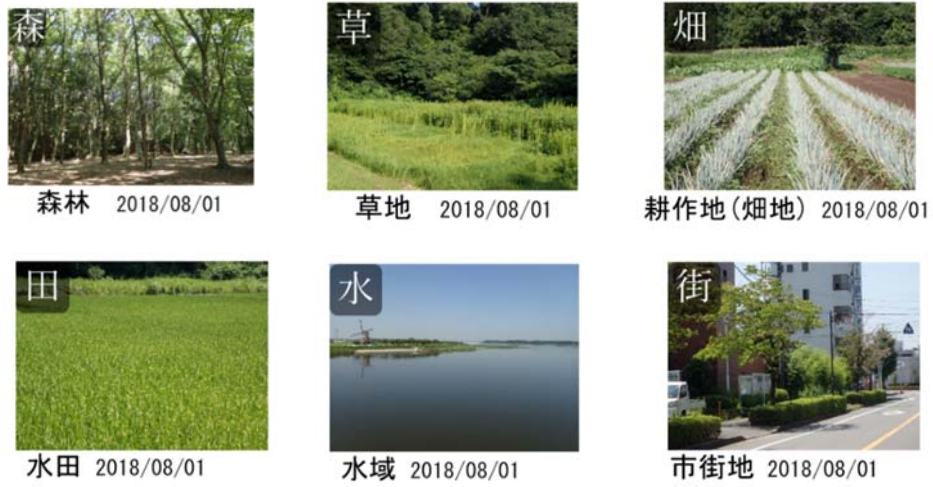 森
草
畑
森林 2018/08/01
草地 2018/08/01
耕作地(畑地) 2018/08/01
田
水
街
水田 2018/08/01
水域 2018/08/01
市街地 2018/08/01